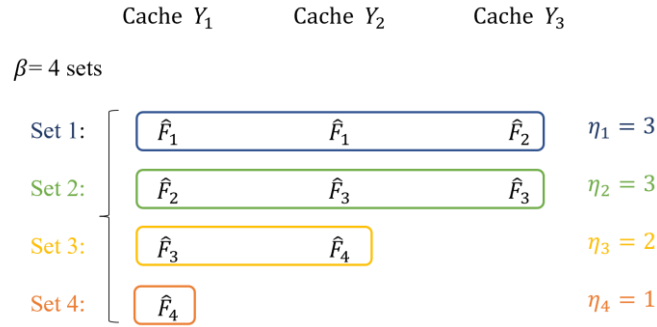 Cache Y₁ Cache Y₂ Cache Y₃
β= 4 sets
Set 1: F̂₁ F̂₁ F̂₂ η₁ = 3
Set 2: F̂₂ F̂₃ F̂₃ η₂ = 3
Set 3: F̂₃ F̂₄ η₃ = 2
Set 4: F̂₄ η₄ = 1